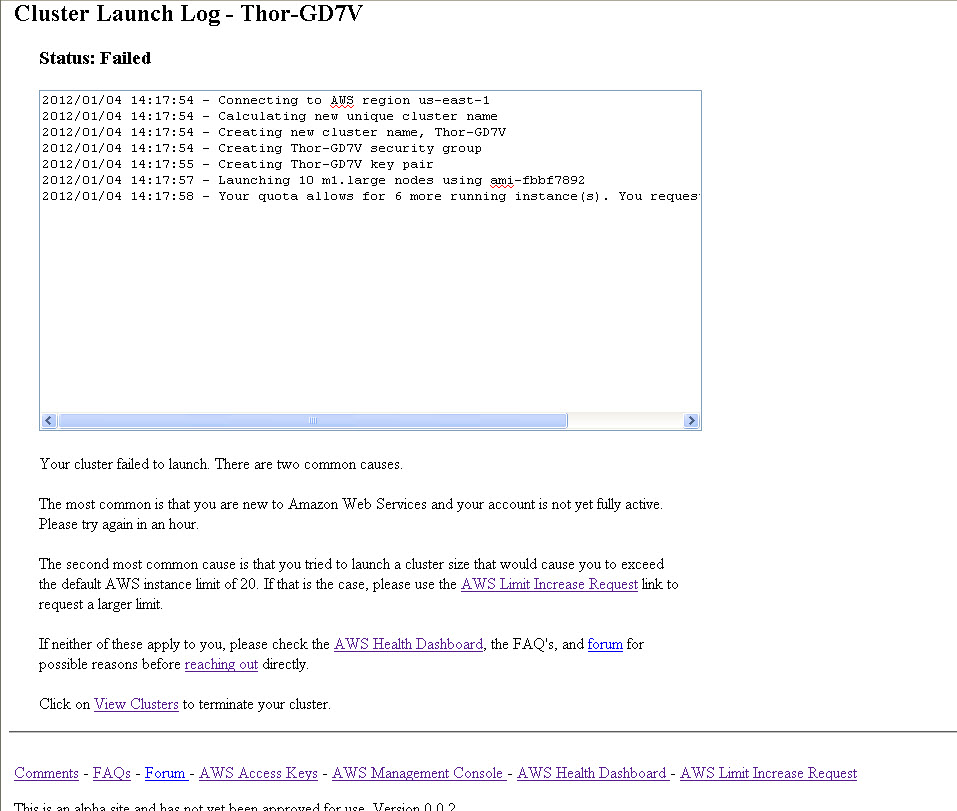 Cluster Launch Log - Thor-GD7V
Status: Failed
2012/01/04 14:17:54 - Connecting to AWS region us-east-1
2012/01/04 14:17:54 - Calculating new unique cluster name
2012/01/04 14:17:54 - Creating new cluster name, Thor-GD7V
2012/01/04 14:17:54 - Creating Thor-GD7V security group
2012/01/04 14:17:55 - Creating Thor-GD7V key pair
2012/01/04 14:17:57 - Launching 10 m1.large nodes using ami-fbbf7892
2012/01/04 14:17:58 - Your quota allows for 6 more running instance(s). You reques
Your cluster failed to launch. There are two common causes.
The most common is that you are new to Amazon Web Services and your account is not yet fully active.
Please try again in an hour.
The second most common cause is that you tried to launch a cluster size that would cause you to exceed
the default AWS instance limit of 20. If that is the case, please use the AWS Limit Increase Request link to
request a larger limit.
If neither of these apply to you, please check the AWS Health Dashboard, the FAQ's, and forum for
possible reasons before reaching out directly.
Click on View Clusters to terminate your cluster.
Comments - FAQs - Forum - AWS Access Keys - AWS Management Console - AWS Health Dashboard - AWS Limit Increase Request
This is an alpha site and has not yet been approved for use. Version 0.0.2